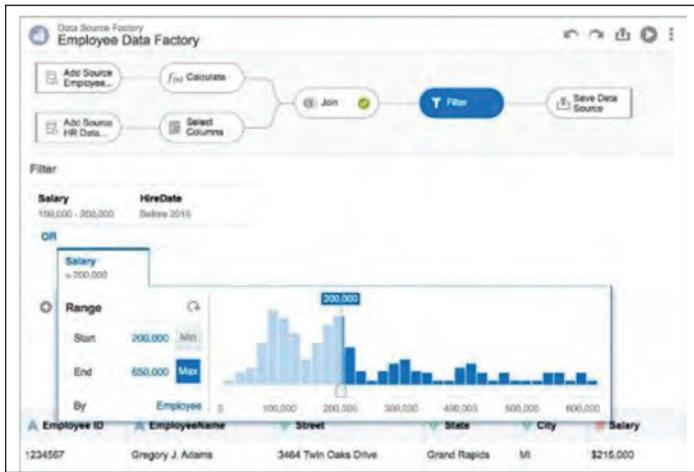 Data Source Factory
Employee Data Factory
Add Source
Employee...
f(x) Calculate
Join
Filter
Save Data
Source
Add Source
HR Data...
Select
Columns
Filter
Salary
HireDate
100,000 - 200,000
Before 2015
OR
Salary
> 200,000
Range
Start 200,000 Min
End 650,000 Max
By Employee
200,000
0 100,000 200,000 300,000 400,000 500,000 600,000
Employee ID EmployeeName Street State City Salary
1234567 Gregory J. Adams 3464 Twin Oaks Drive Grand Rapids MI $215,000